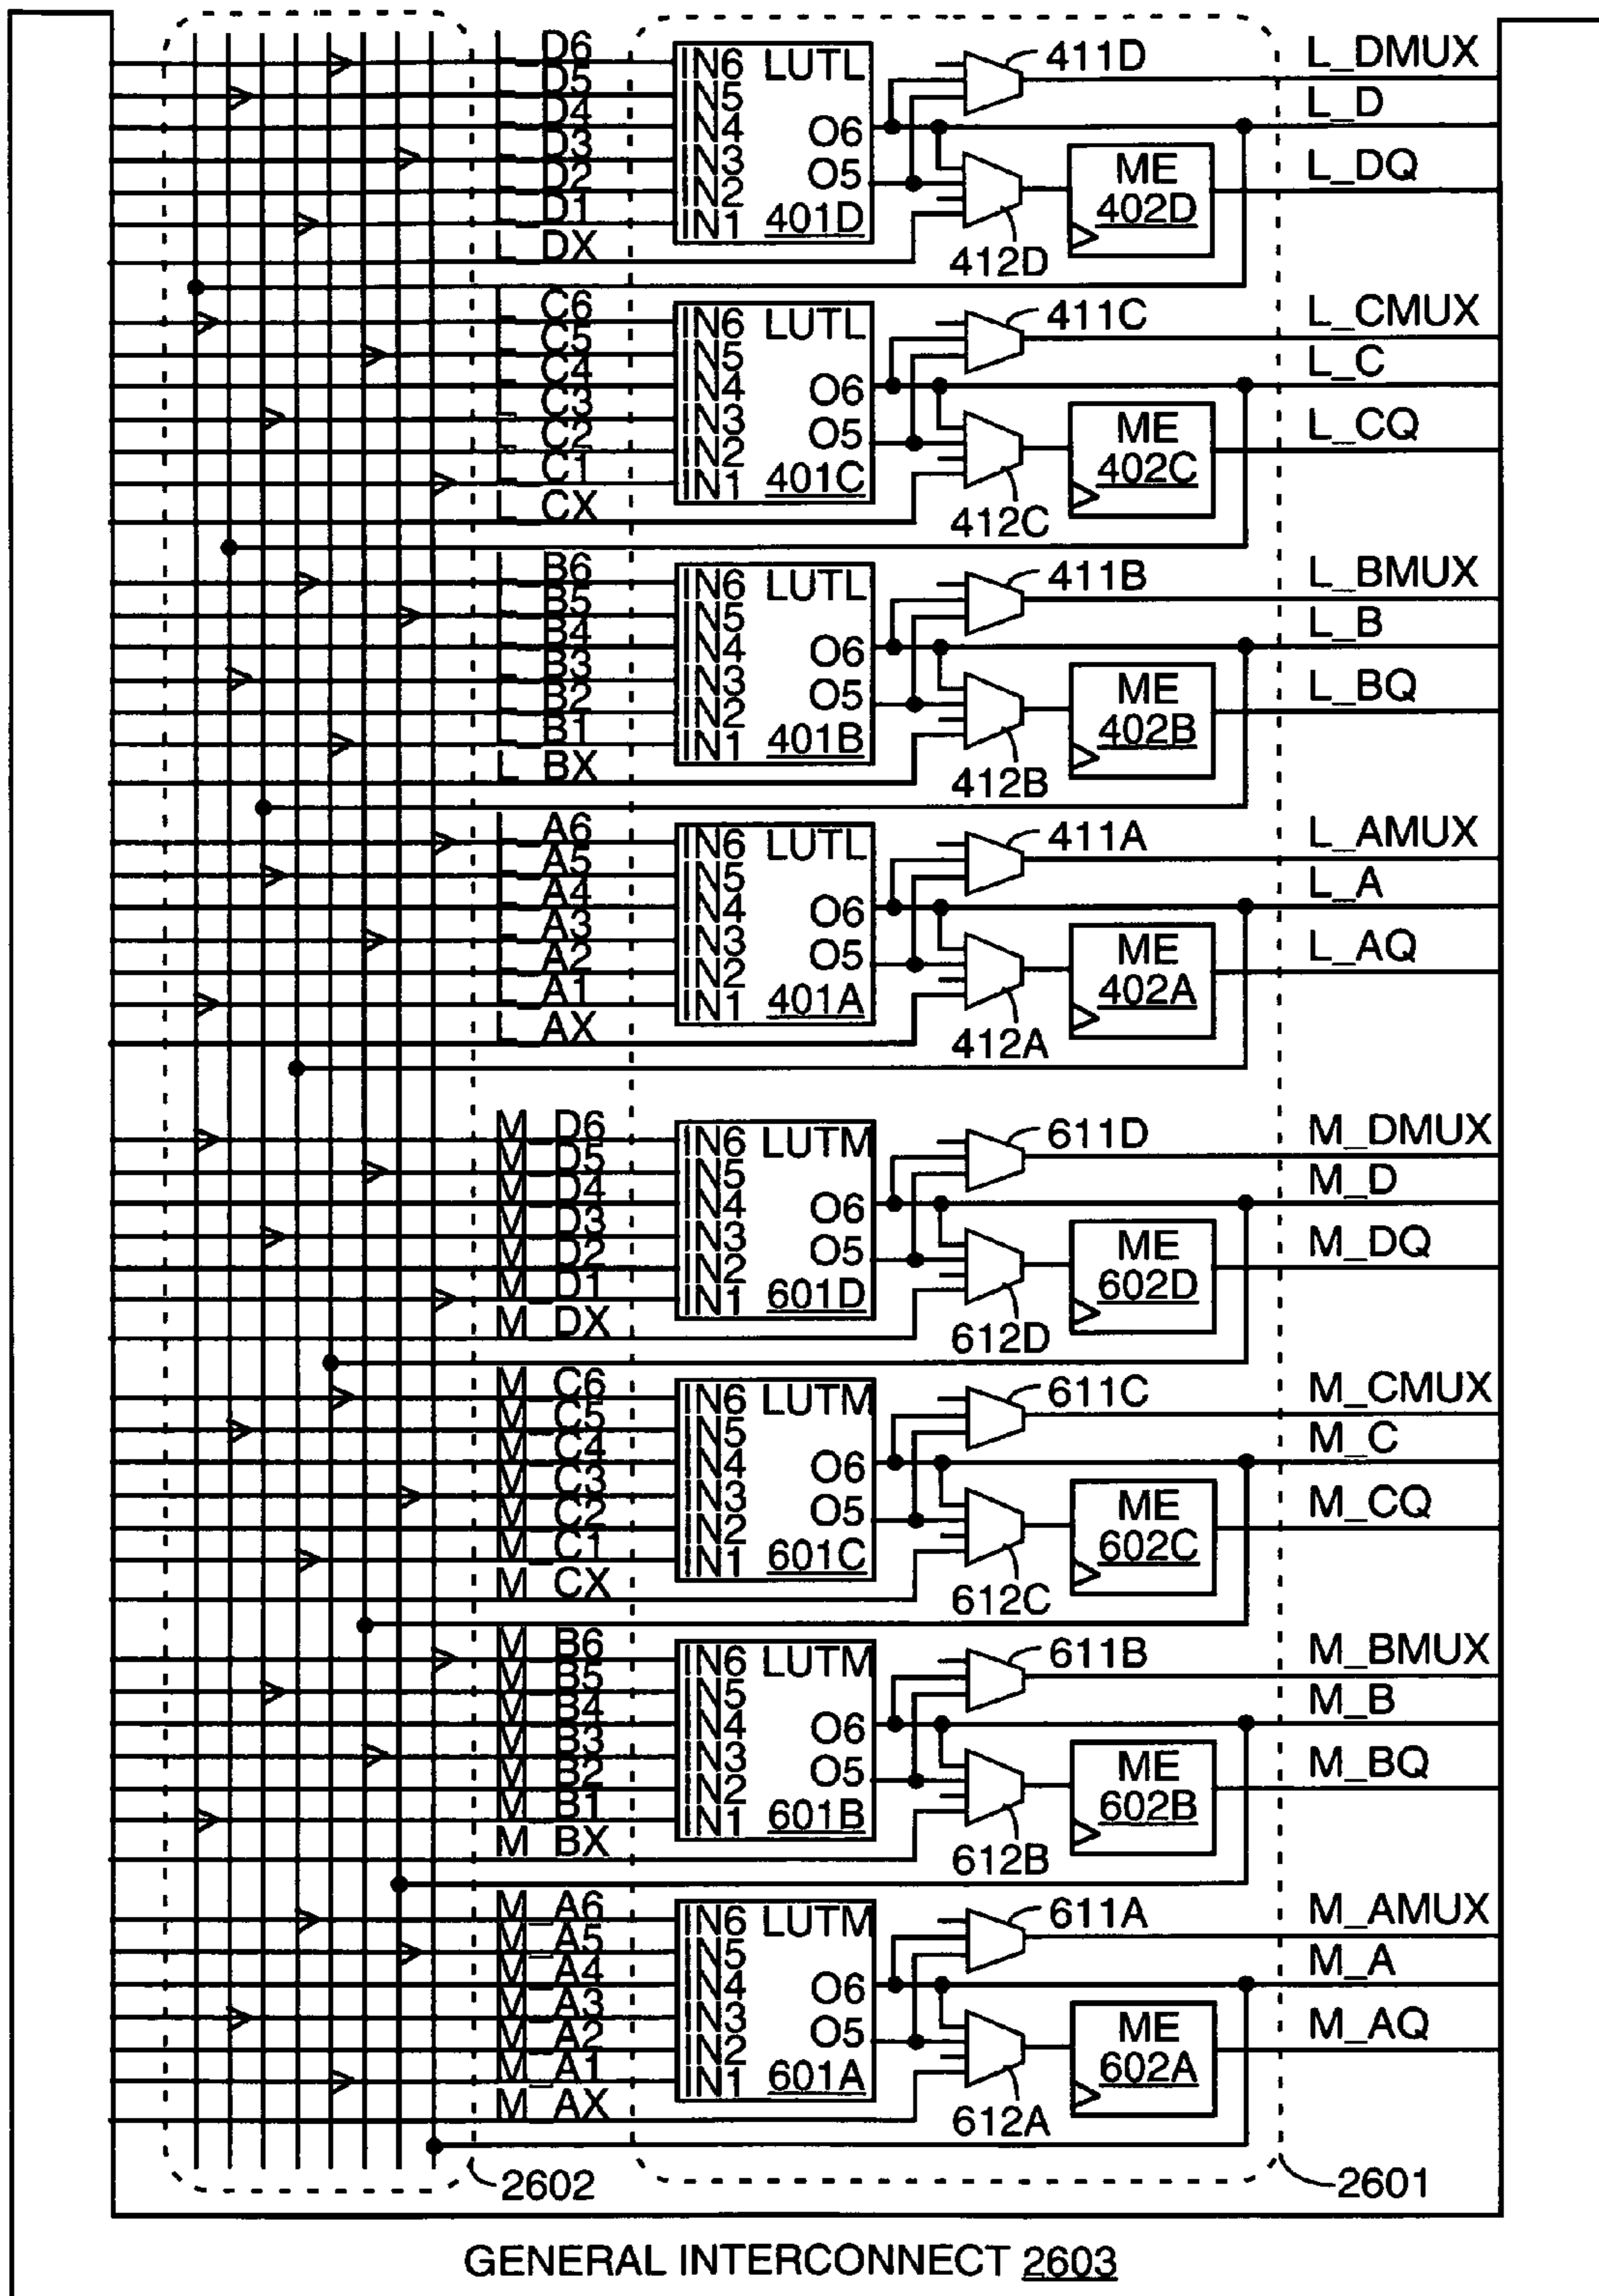 L_D6 IN6 LUTL 411D L_DMUX
L_D5 IN5
L_D4 IN4 O6 L_D
L_D3 IN3 ME L_DQ
L_D2 IN2 O5 402D
L_D1 IN1 401D
L_DX 412D
L_C6 IN6 LUTL 411C L_CMUX
L_C5 IN5
L_C4 IN4 O6 L_C
L_C3 IN3 ME L_CQ
L_C2 IN2 O5 402C
L_C1 IN1 401C
L_CX 412C
L_B6 IN6 LUTL 411B L_BMUX
L_B5 IN5
L_B4 IN4 O6 L_B
L_B3 IN3 ME L_BQ
L_B2 IN2 O5 402B
L_B1 IN1 401B
L_BX 412B
L_A6 IN6 LUTL 411A L_AMUX
L_A5 IN5
L_A4 IN4 O6 L_A
L_A3 IN3 ME L_AQ
L_A2 IN2 O5 402A
L_A1 IN1 401A
L_AX 412A
M_D6 IN6 LUTM 611D M_DMUX
M_D5 IN5
M_D4 IN4 O6 M_D
M_D3 IN3 ME M_DQ
M_D2 IN2 O5 602D
M_D1 IN1 601D
M_DX 612D
M_C6 IN6 LUTM 611C M_CMUX
M_C5 IN5
M_C4 IN4 O6 M_C
M_C3 IN3 ME M_CQ
M_C2 IN2 O5 602C
M_C1 IN1 601C
M_CX 612C
M_B6 IN6 LUTM 611B M_BMUX
M_B5 IN5
M_B4 IN4 O6 M_B
M_B3 IN3 ME M_BQ
M_B2 IN2 O5 602B
M_B1 IN1 601B
M_BX 612B
M_A6 IN6 LUTM 611A M_AMUX
M_A5 IN5
M_A4 IN4 O6 M_A
M_A3 IN3 ME M_AQ
M_A2 IN2 O5 602A
M_A1 IN1 601A
M_AX 612A
2602 2601
GENERAL INTERCONNECT 2603